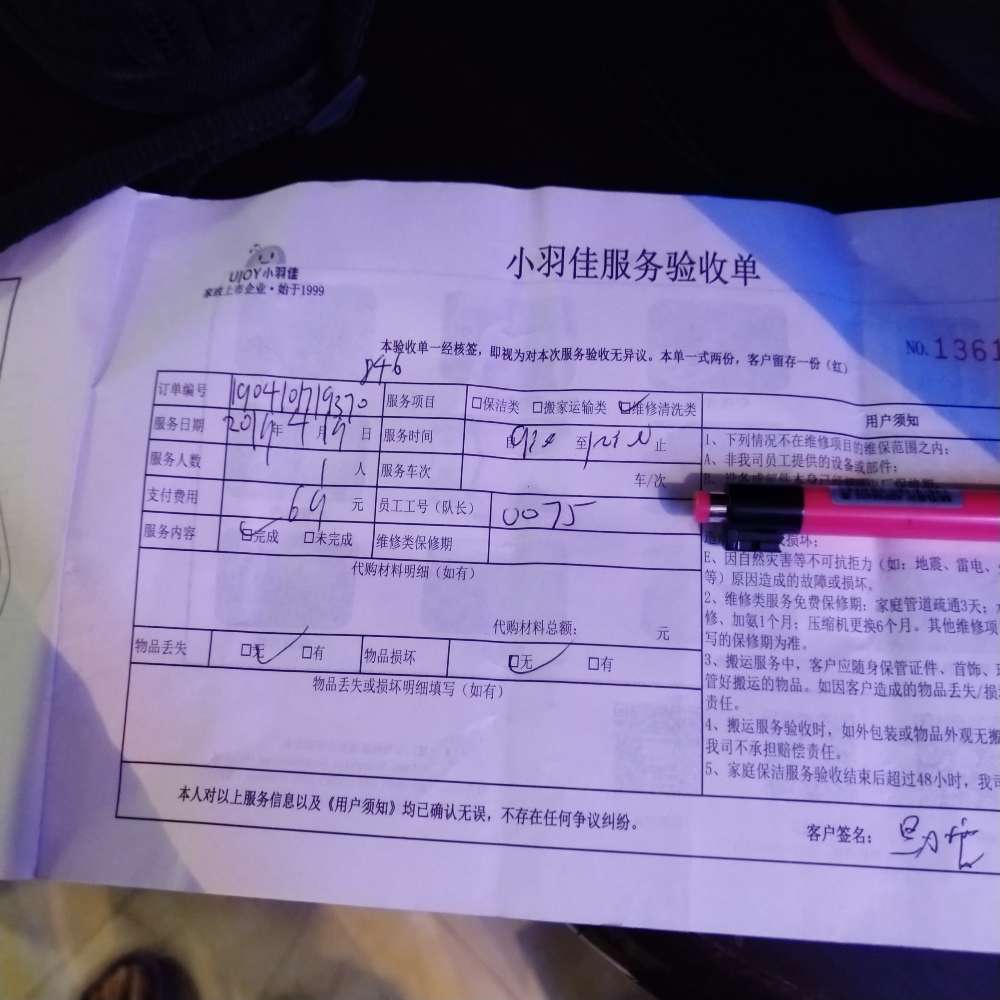 UJOY小羽佳
家政上市企业·始于1999
小羽佳服务验收单
本验收单一经核签，即视为对本次服务验收无异议。本单一式两份，客户留存一份（红）
NO.1361
846
订单编号 190410719370 服务项目 □保洁类 □搬家运输类 □维修清洗类
用户须知
服务日期 2019年4月19日 服务时间 由 至 止
服务人数 1人 服务车次 车/次
支付费用 69元 员工工号（队长） 0075
服务内容 □完成 □未完成 维修类保修期
代购材料明细（如有）
代购材料总额： 元
物品丢失 □无 □有 物品损坏 □无 □有
物品丢失或损坏明细填写（如有）
1、下列情况不在维修项目的维保范围之内：
A、非我司员工提供的设备或部件；
损坏；
E、因自然灾害等不可抗拒力（如：地震、雷电、
等）原因造成的故障或损坏。
2、维修类服务免费保修期：家庭管道疏通3天；
修、加氨1个月；压缩机更换6个月。其他维修项
写的保修期为准。
3、搬运服务中，客户应随身保管证件、首饰、
管好搬运的物品。如因客户造成的物品丢失/损
责任。
4、搬运服务验收时，如外包装或物品外观无
我司不承担赔偿责任。
5、家庭保洁服务验收结束后超过48小时，我
本人对以上服务信息以及《用户须知》均已确认无误，不存在任何争议纠纷。
客户签名：